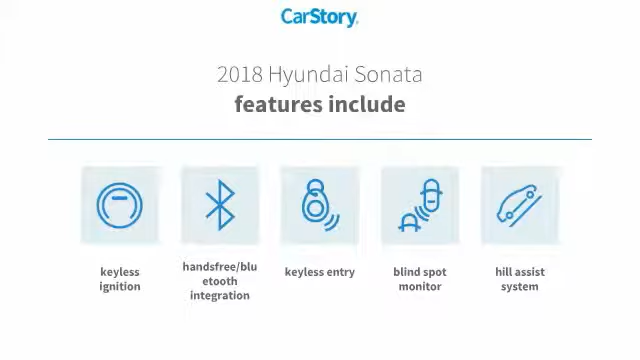 CarStory
2018 Hyundai Sonata
features include
keyless
ignition
handsfree/blu
etooth
integration
keyless entry
blind spot
monitor
hill assist
system